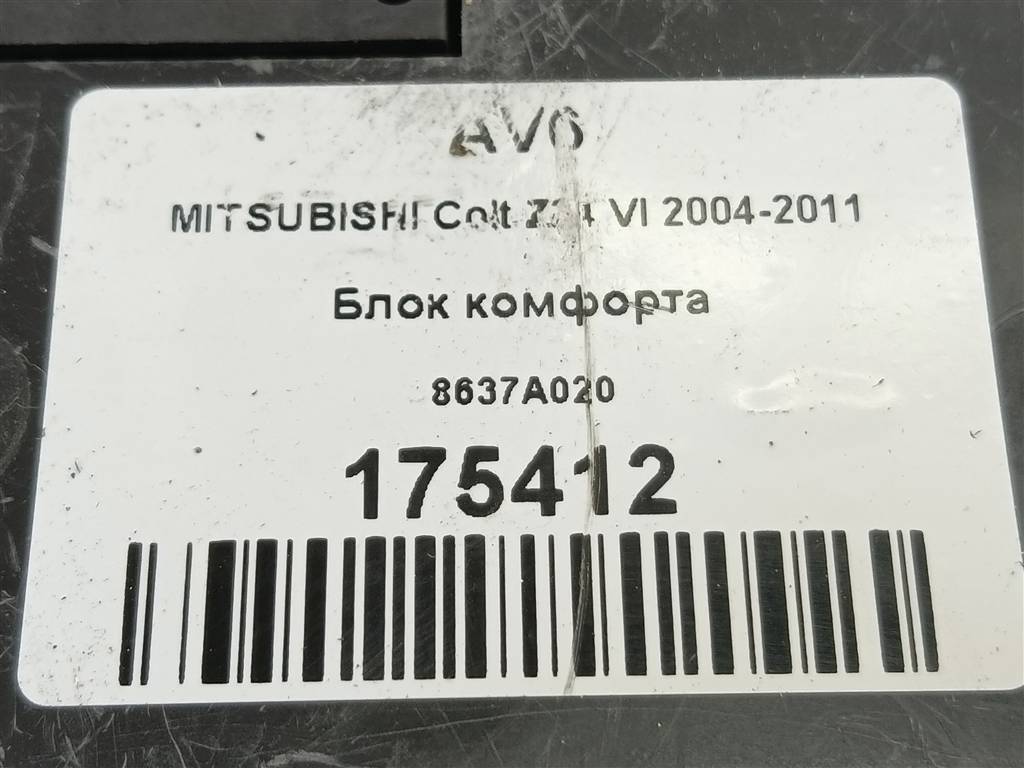 AV6
MITSUBISHI Colt VI 2004-2011
Блок комфорта
8637A020
175412